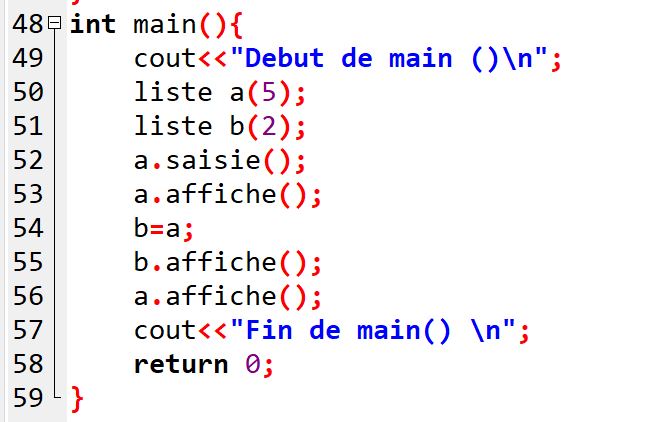 48 int main(){
49 cout<<"Debut de main ()\n";
50 liste a(5);
51 liste b(2);
52 a.saisie();
53 a.affiche();
54 b=a;
55 b.affiche();
56 a.affiche();
57 cout<<"Fin de main() \n";
58 return 0;
59 }